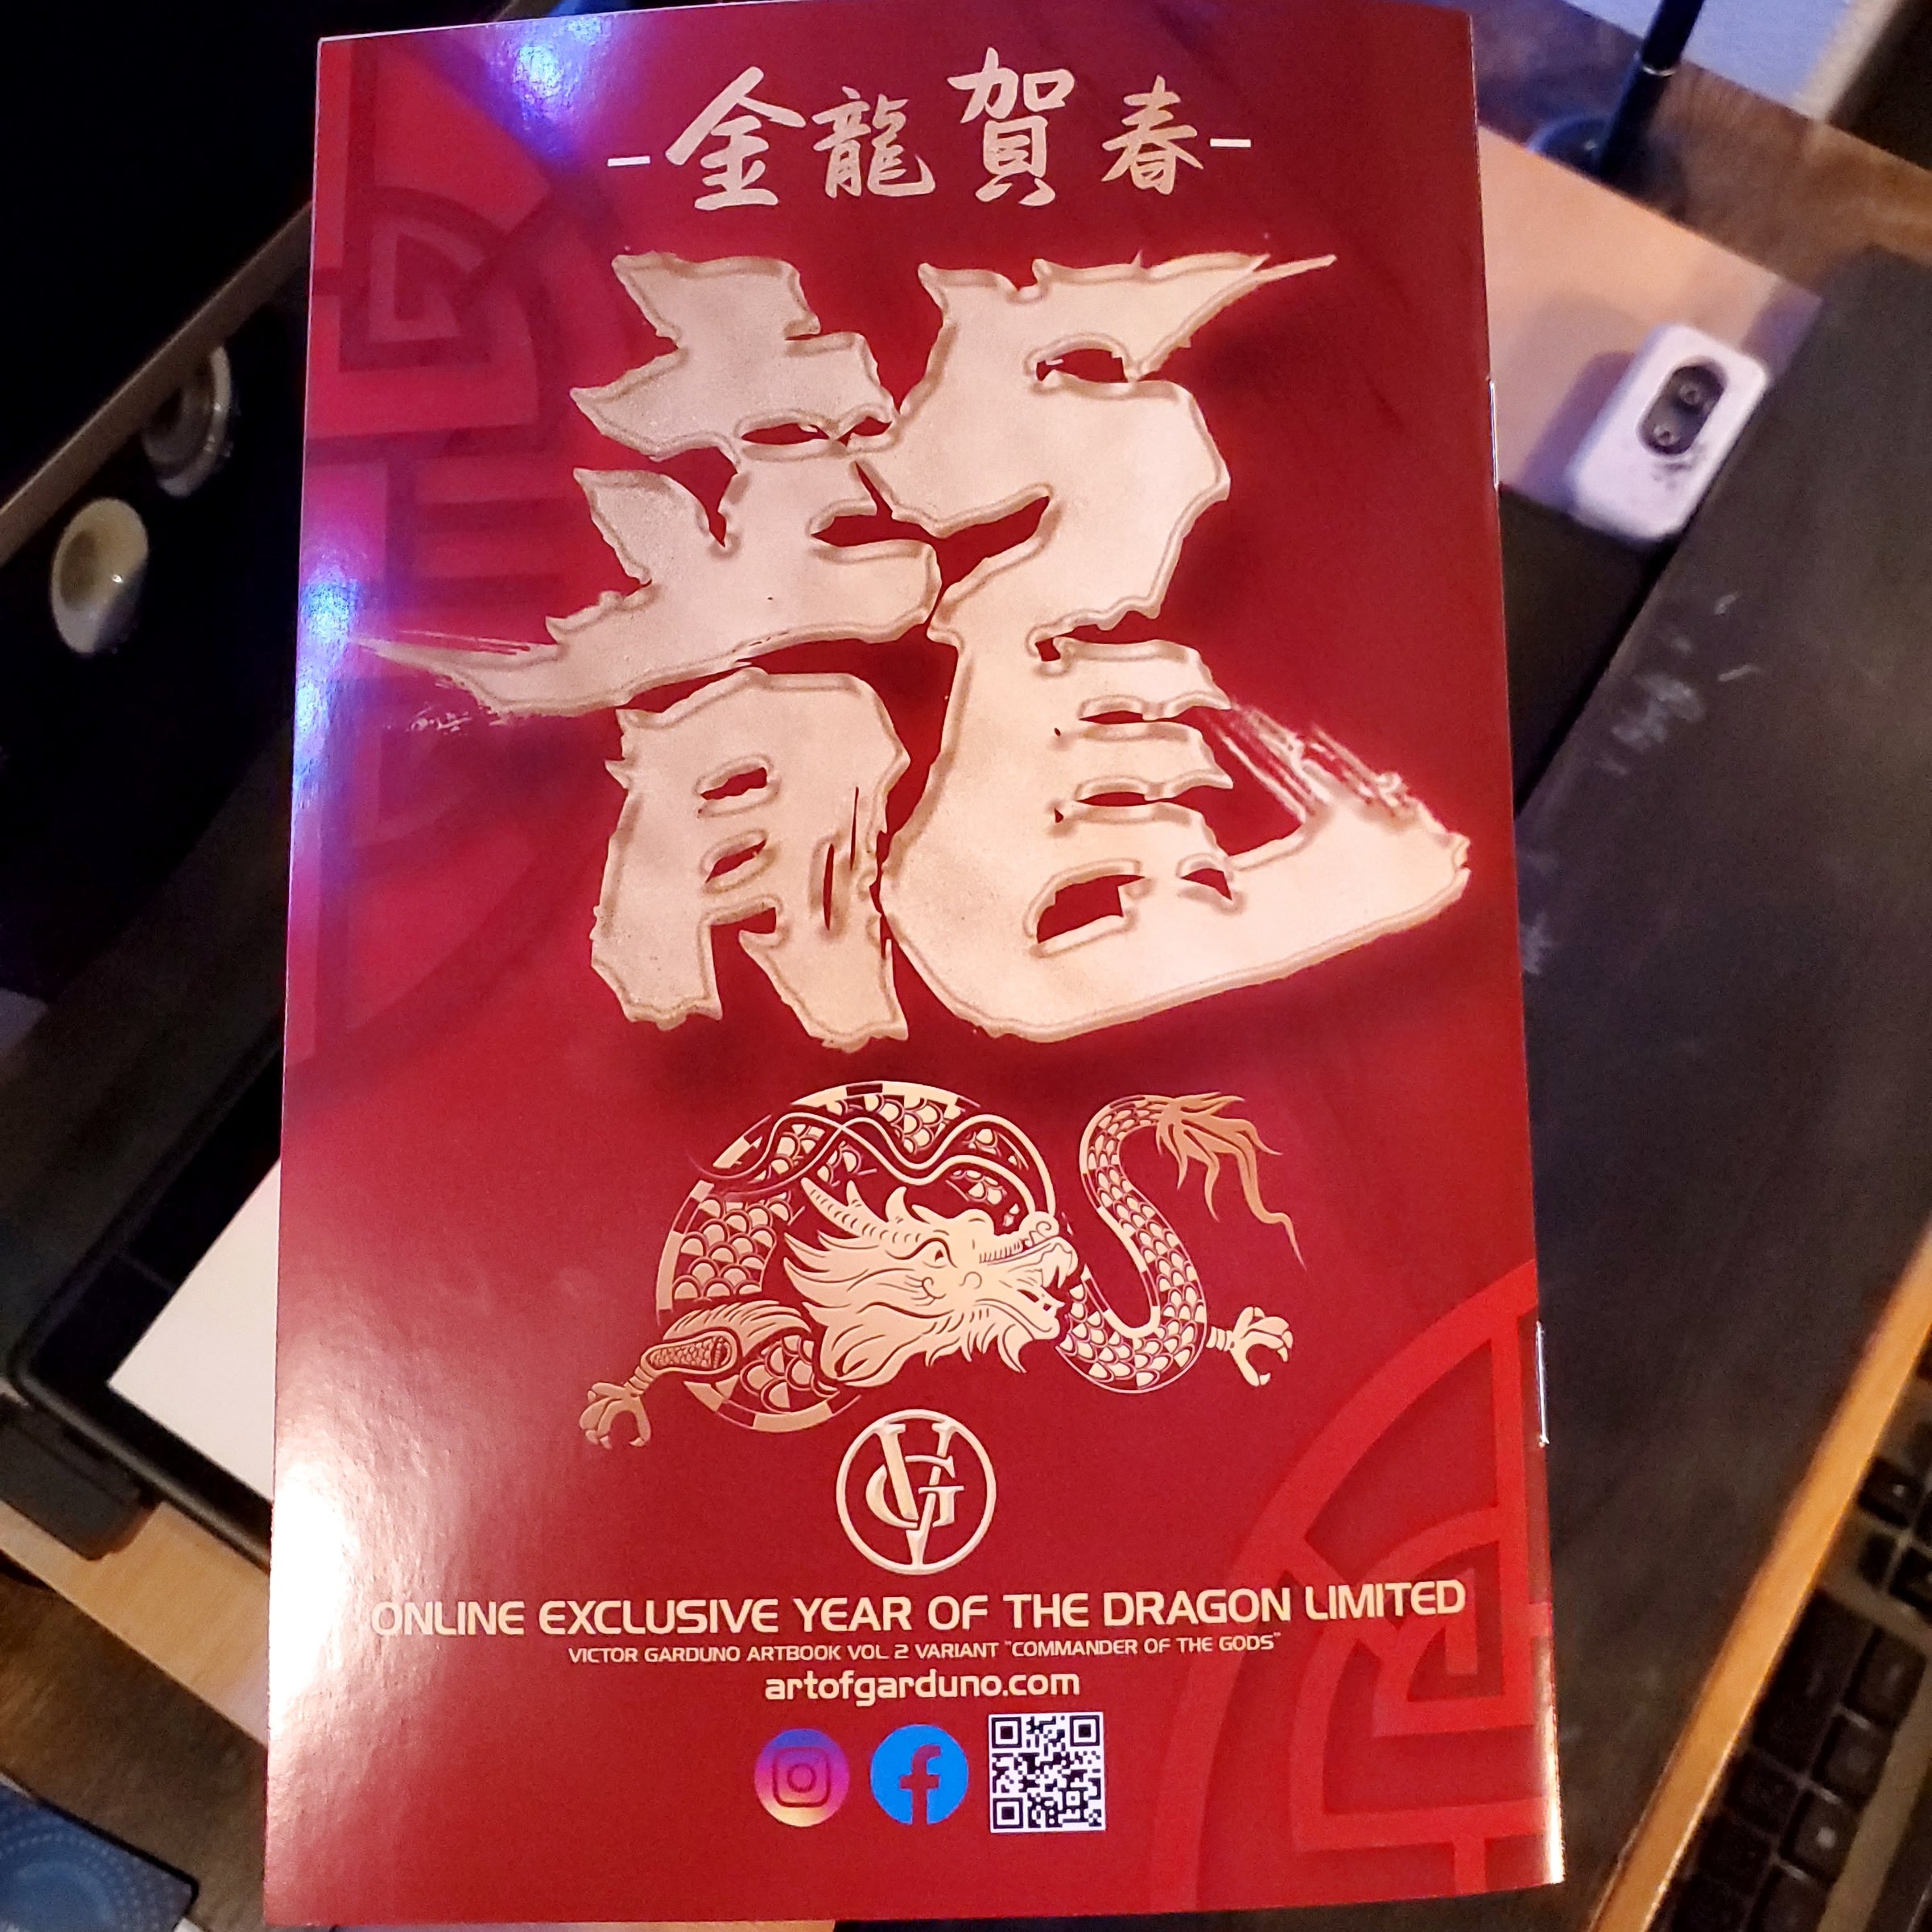 -金龍賀春-
龍
VG
ONLINE EXCLUSIVE YEAR OF THE DRAGON LIMITED
VICTOR GARDUNO ARTBOOK VOL 2 VARIANT "COMMANDER OF THE GODS"
artofgarduno.com